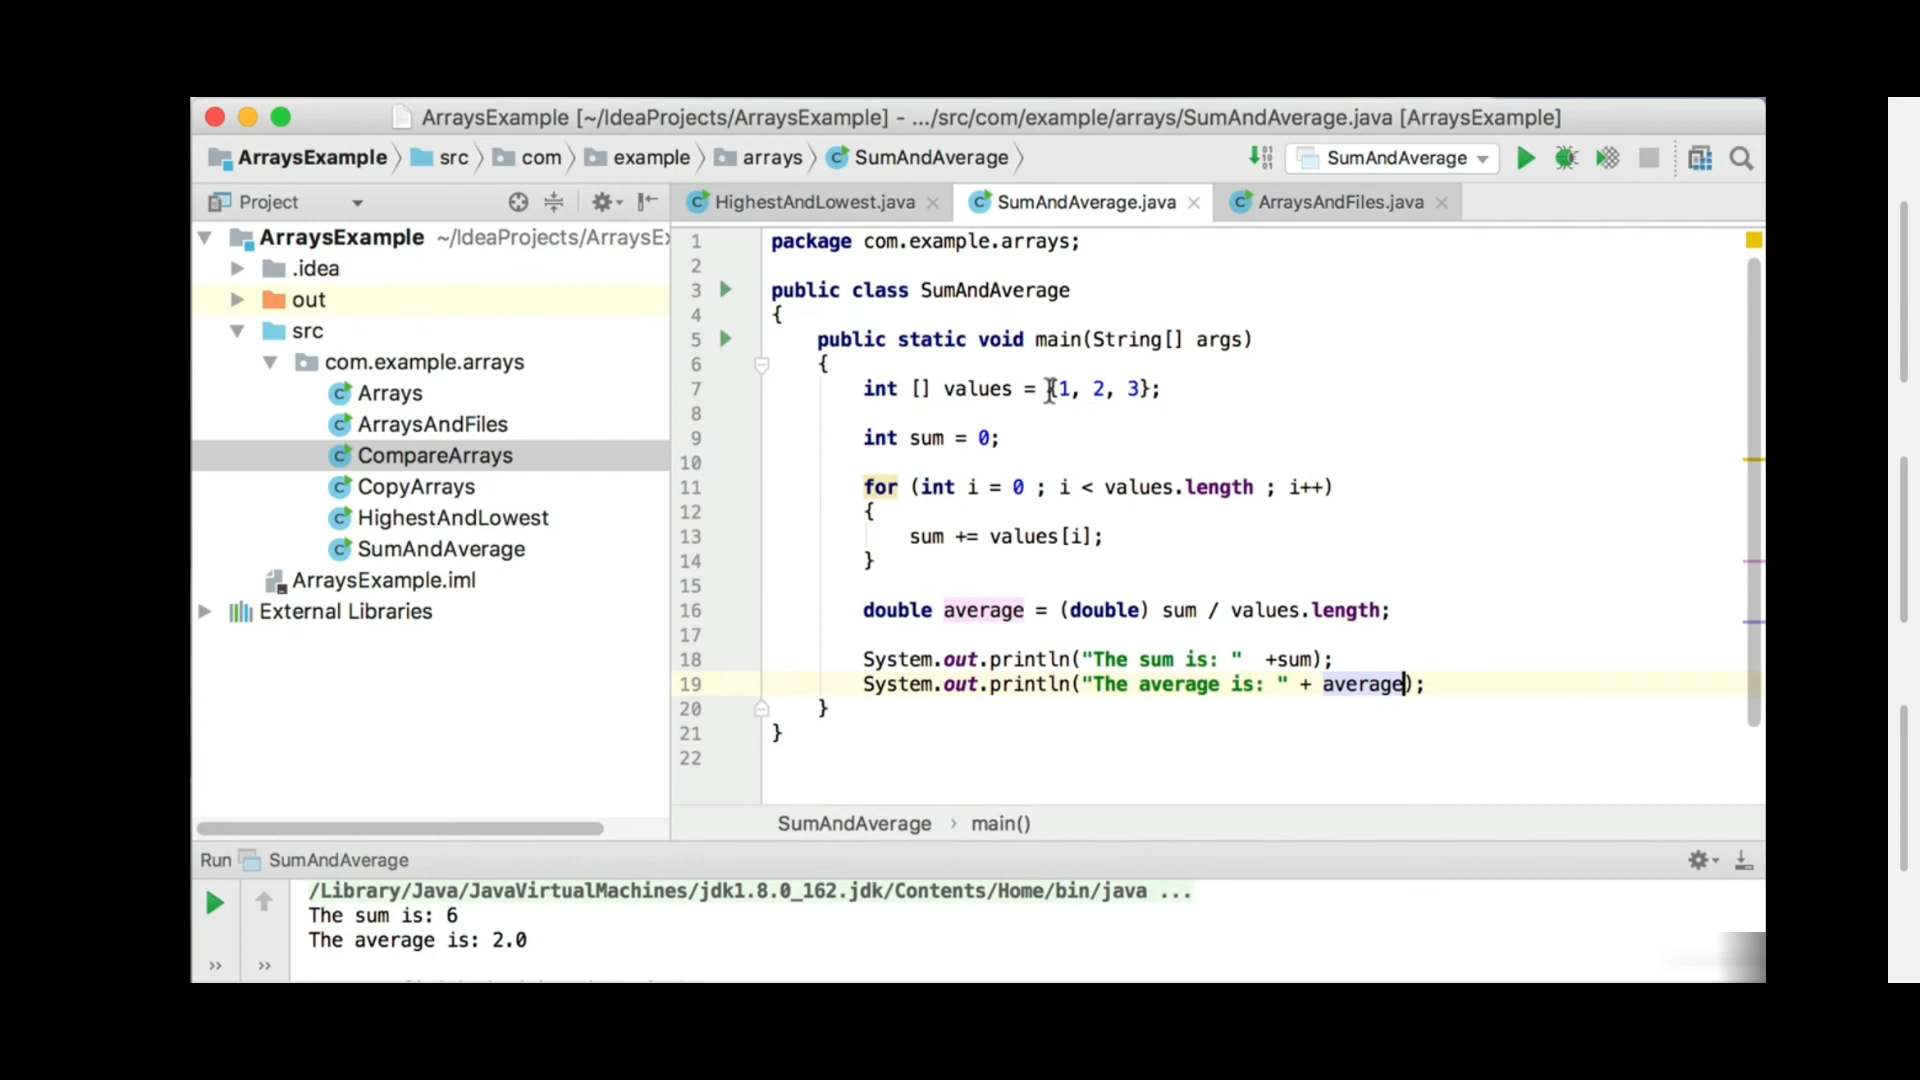 ArraysExample [~/IdeaProjects/ArraysExample] - .../src/com/example/arrays/SumAndAverage.java [ArraysExample]
ArraysExample src com example arrays SumAndAverage SumAndAverage
Project
HighestAndLowest.java SumAndAverage.java ArraysAndFiles.java
ArraysExample ~/IdeaProjects/ArraysEx
.idea
out
src
com.example.arrays
Arrays
ArraysAndFiles
CompareArrays
CopyArrays
HighestAndLowest
SumAndAverage
ArraysExample.iml
External Libraries
1 package com.example.arrays;
2
3 public class SumAndAverage
4 {
5 public static void main(String[] args)
6 {
7 int [] values = {1, 2, 3};
8
9 int sum = 0;
10
11 for (int i = 0 ; i < values.length ; i++)
12 {
13 sum += values[i];
14 }
15
16 double average = (double) sum / values.length;
17
18 System.out.println("The sum is: " +sum);
19 System.out.println("The average is: " + average);
20 }
21 }
22
SumAndAverage › main()
Run SumAndAverage
/Library/Java/JavaVirtualMachines/jdk1.8.0_162.jdk/Contents/Home/bin/java ...
The sum is: 6
The average is: 2.0